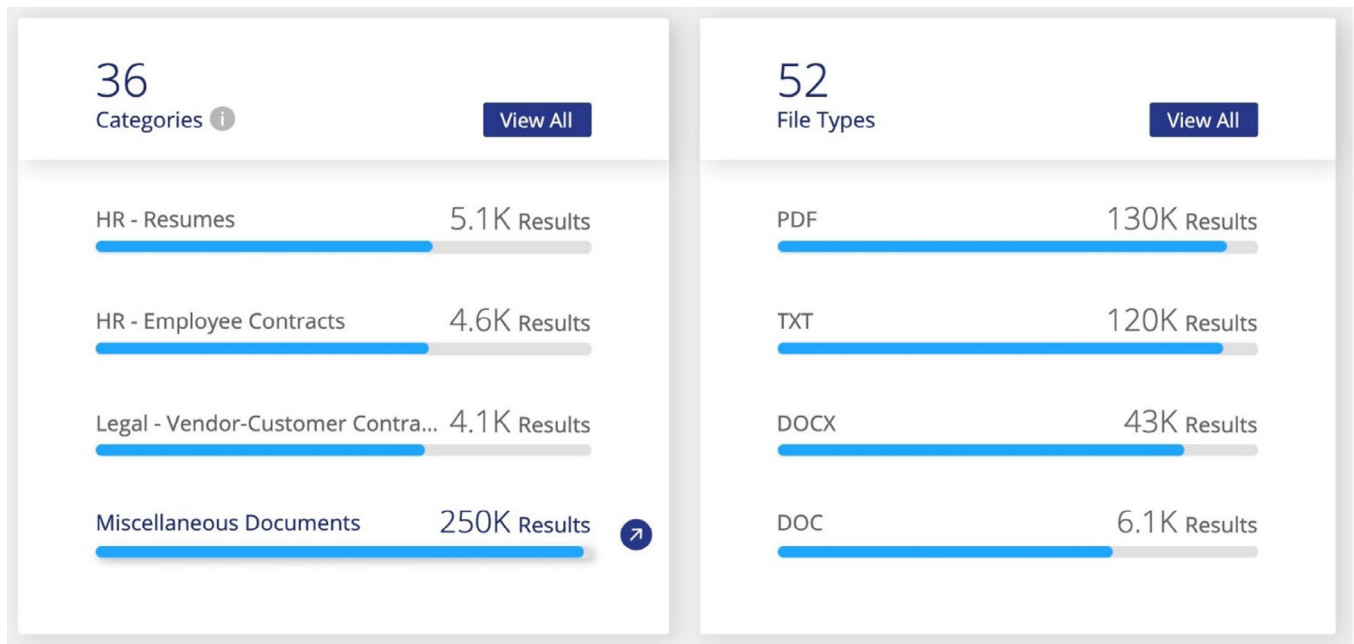 36
Categories i
View All
HR - Resumes 5.1K Results
HR - Employee Contracts 4.6K Results
Legal - Vendor-Customer Contra... 4.1K Results
Miscellaneous Documents 250K Results
52
File Types
View All
PDF 130K Results
TXT 120K Results
DOCX 43K Results
DOC 6.1K Results